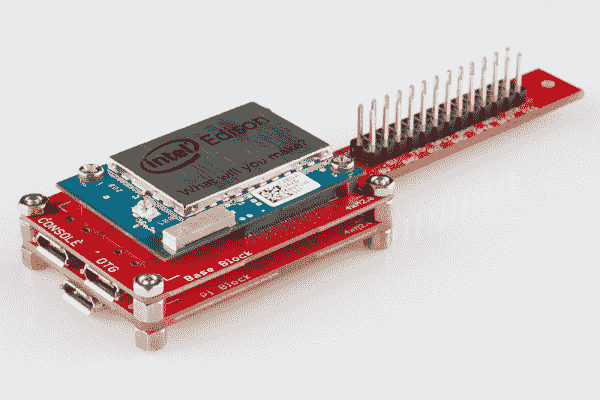 intel Edison
What will you make?
CONSOLE
OTG
Base Block
Pi Block